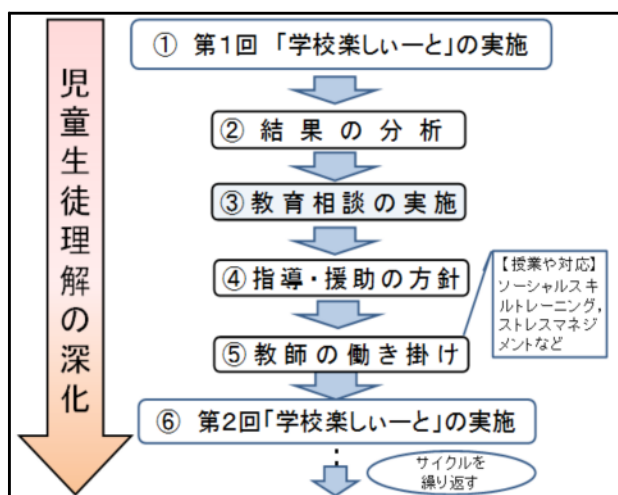 児童生徒理解の深化
① 第1回 「学校楽しぃーと」の実施
② 結果の分析
③ 教育相談の実施
④ 指導・援助の方針
【授業や対応】
ソーシャルスキ
ルトレーニング,
ストレスマネジ
メントなど
⑤ 教師の働き掛け
⑥ 第2回「学校楽しぃーと」の実施
サイクルを
繰り返す